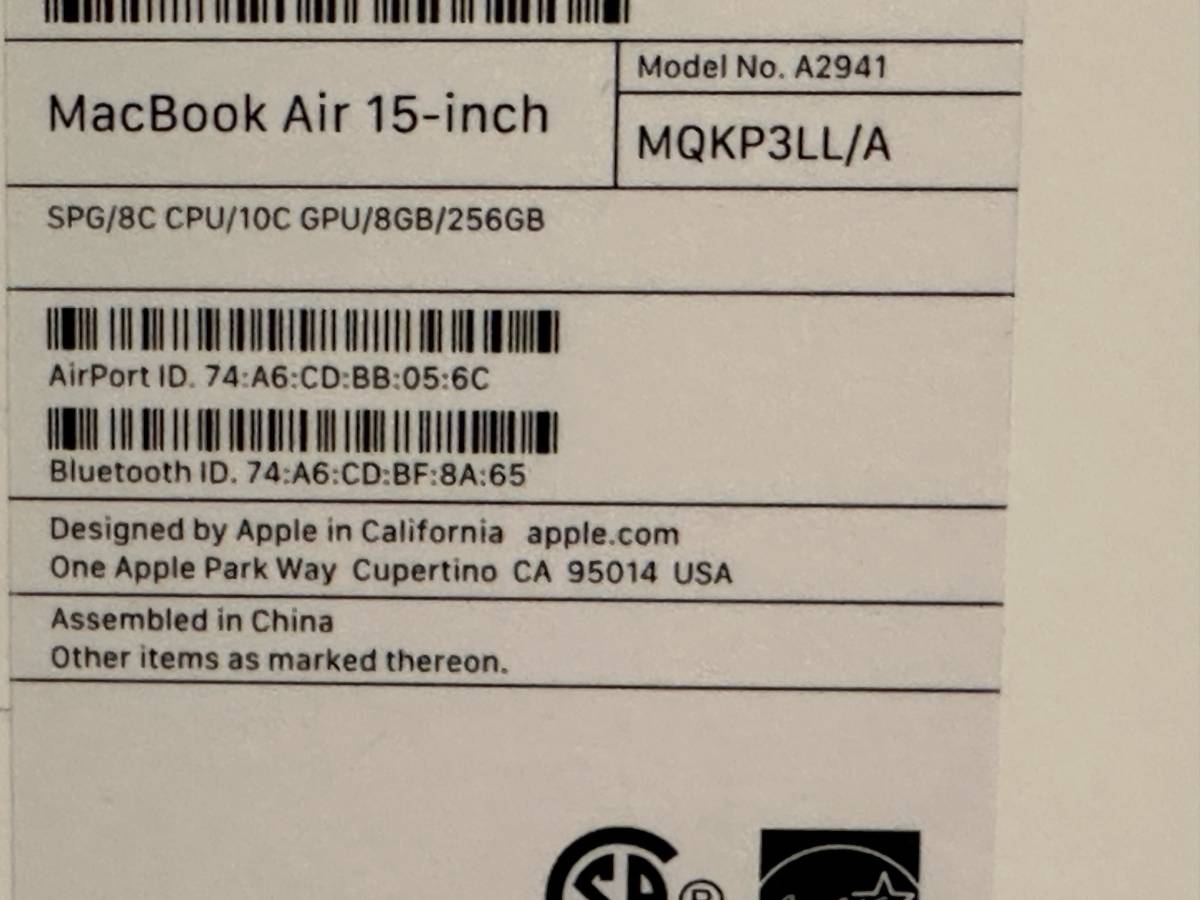 MacBook Air 15-inch
Model No. A2941
MQKP3LL/A
SPG/8C CPU/10C GPU/8GB/256GB
AirPort ID. 74:A6:CD:BB:05:6C
Bluetooth ID. 74:A6:CD:BF:8A:65
Designed by Apple in California apple.com
One Apple Park Way Cupertino CA 95014 USA
Assembled in China
Other items as marked thereon.
®